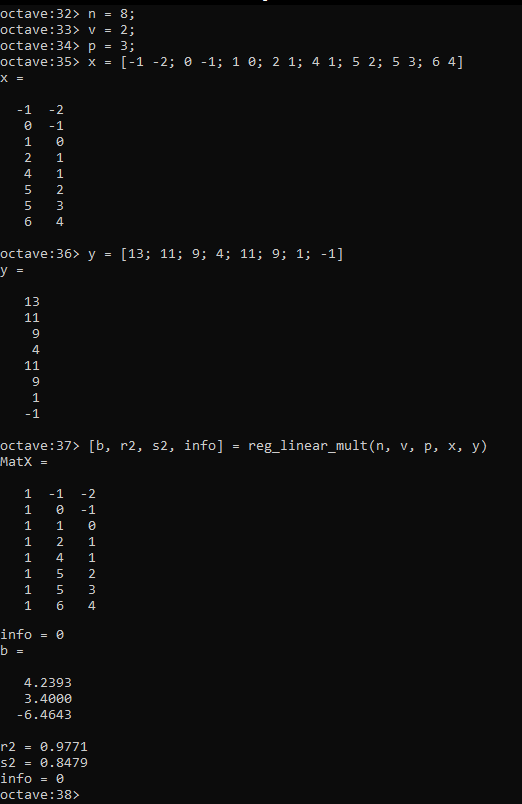 octave:32> n = 8;
octave:33> v = 2;
octave:34> p = 3;
octave:35> x = [-1 -2; 0 -1; 1 0; 2 1; 4 1; 5 2; 5 3; 6 4]
x =
  -1  -2
   0  -1
   1   0
   2   1
   4   1
   5   2
   5   3
   6   4
octave:36> y = [13; 11; 9; 4; 11; 9; 1; -1]
y =
   13
   11
    9
    4
   11
    9
    1
   -1
octave:37> [b, r2, s2, info] = reg_linear_mult(n, v, p, x, y)
MatX =
   1  -1  -2
   1   0  -1
   1   1   0
   1   2   1
   1   4   1
   1   5   2
   1   5   3
   1   6   4
info = 0
b =
   4.2393
   3.4000
  -6.4643
r2 = 0.9771
s2 = 0.8479
info = 0
octave:38>